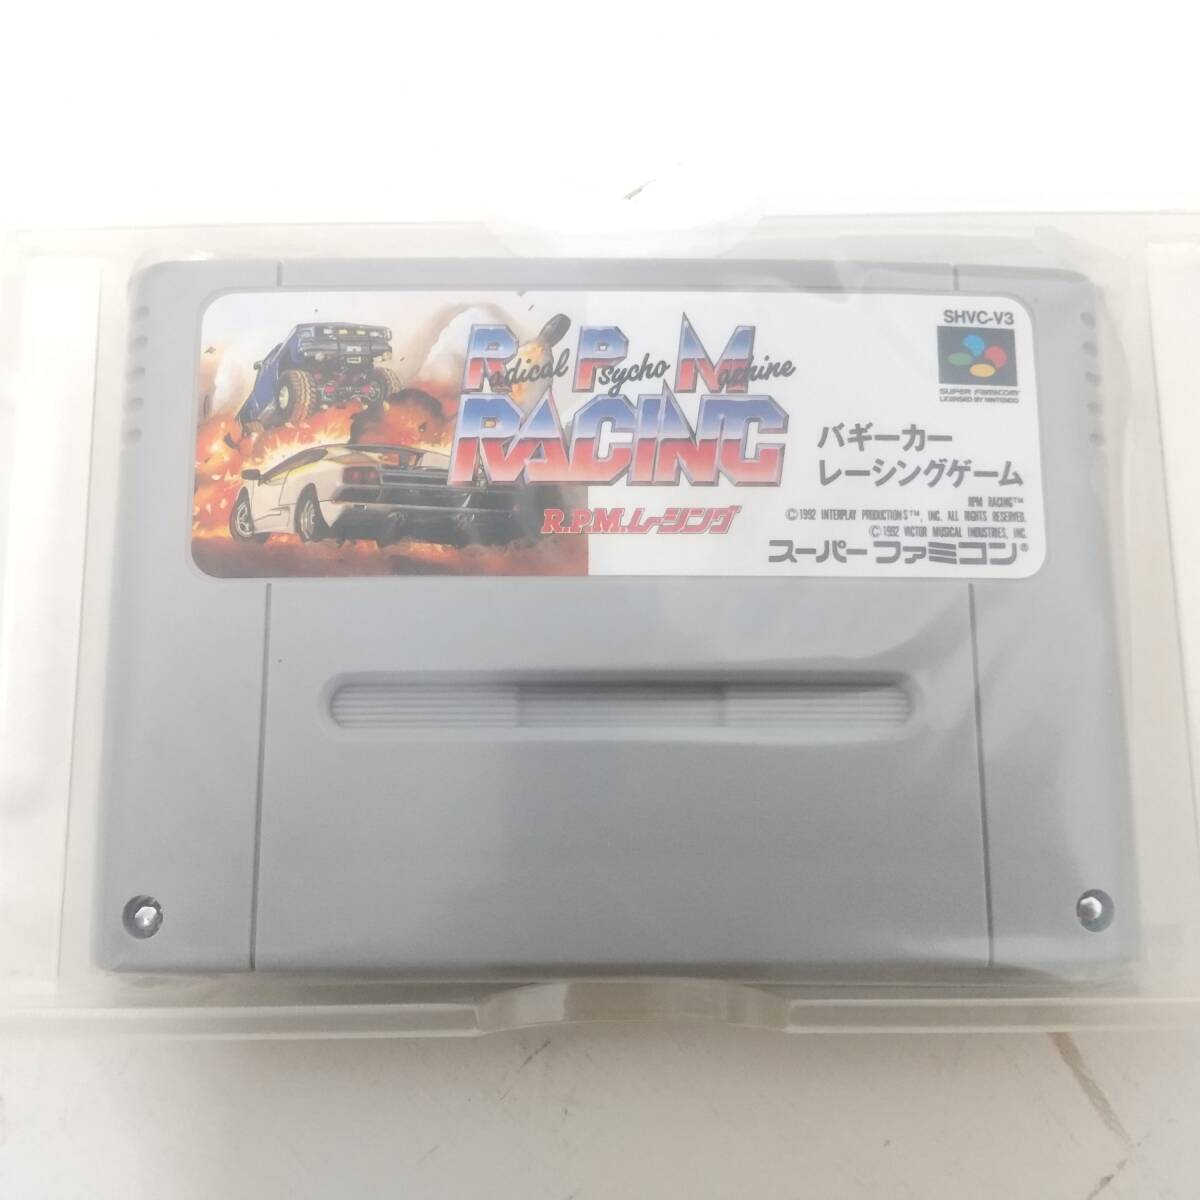 SHVC-V3
Radical Psycho Machine
RACING
SUPER FAMICOM
LICENSED BY NINTENDO
バギーカー
レーシングゲーム
R.P.M.レーシング
RPM RACING™
©1992 INTERPLAY PRODUCTIONS™, INC. ALL RIGHTS RESERVED.
©1992 VICTOR MUSICAL INDUSTRIES, INC.
スーパーファミコン®